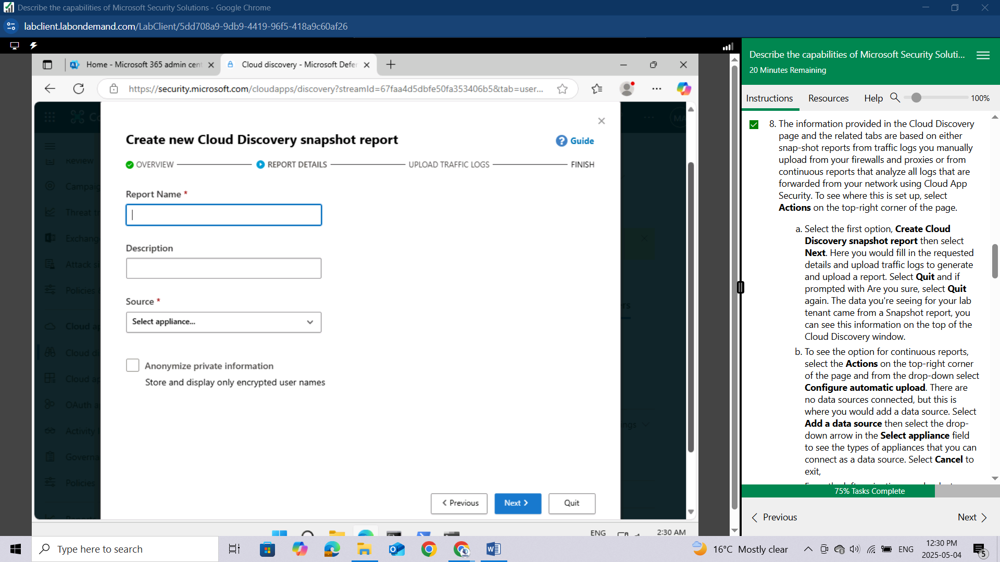 Describe the capabilities of Microsoft Security Solutions - Google Chrome
labclient.labondemand.com/LabClient/5dd708a9-9db9-4419-96f5-418a9c60af26
Home - Microsoft 365 admin cent
Cloud discovery - Microsoft Defer
https://security.microsoft.com/cloudapps/discovery?streamId=67faa4d5dbfe50fa353406b5&tab=user...
Co
MA
Review
Campaig
Threat tr
Exchang
Attack si
Policies
Cloud ap
Cloud di
Cloud ap
OAuth a
Activity l
Governa
Policies
Create new Cloud Discovery snapshot report
Guide
OVERVIEW
REPORT DETAILS
UPLOAD TRAFFIC LOGS
FINISH
Report Name *
Description
Source *
Select appliance...
Anonymize private information
Store and display only encrypted user names
Previous
Next
Quit
rs
ngs
ENG
2:30 AM
Describe the capabilities of Microsoft Security Soluti...
20 Minutes Remaining
Instructions
Resources
Help
100%
8. The information provided in the Cloud Discovery
page and the related tabs are based on either
snap-shot reports from traffic logs you manually
upload from your firewalls and proxies or from
continuous reports that analyze all logs that are
forwarded from your network using Cloud App
Security. To see where this is set up, select
Actions on the top-right corner of the page.
a. Select the first option, Create Cloud
Discovery snapshot report then select
Next. Here you would fill in the requested
details and upload traffic logs to generate
and upload a report. Select Quit and if
prompted with Are you sure, select Quit
again. The data you're seeing for your lab
tenant came from a Snapshot report, you
can see this information on the top of the
Cloud Discovery window.
b. To see the option for continuous reports,
select the Actions on the top-right corner
of the page and from the drop-down select
Configure automatic upload. There are
no data sources connected, but this is
where you would add a data source. Select
Add a data source then select the drop-
down arrow in the Select appliance field
to see the types of appliances that you can
connect as a data source. Select Cancel to
exit,
75% Tasks Complete
Previous
Next
Type here to search
16°C Mostly clear
ENG
12:30 PM
2025-05-04
5